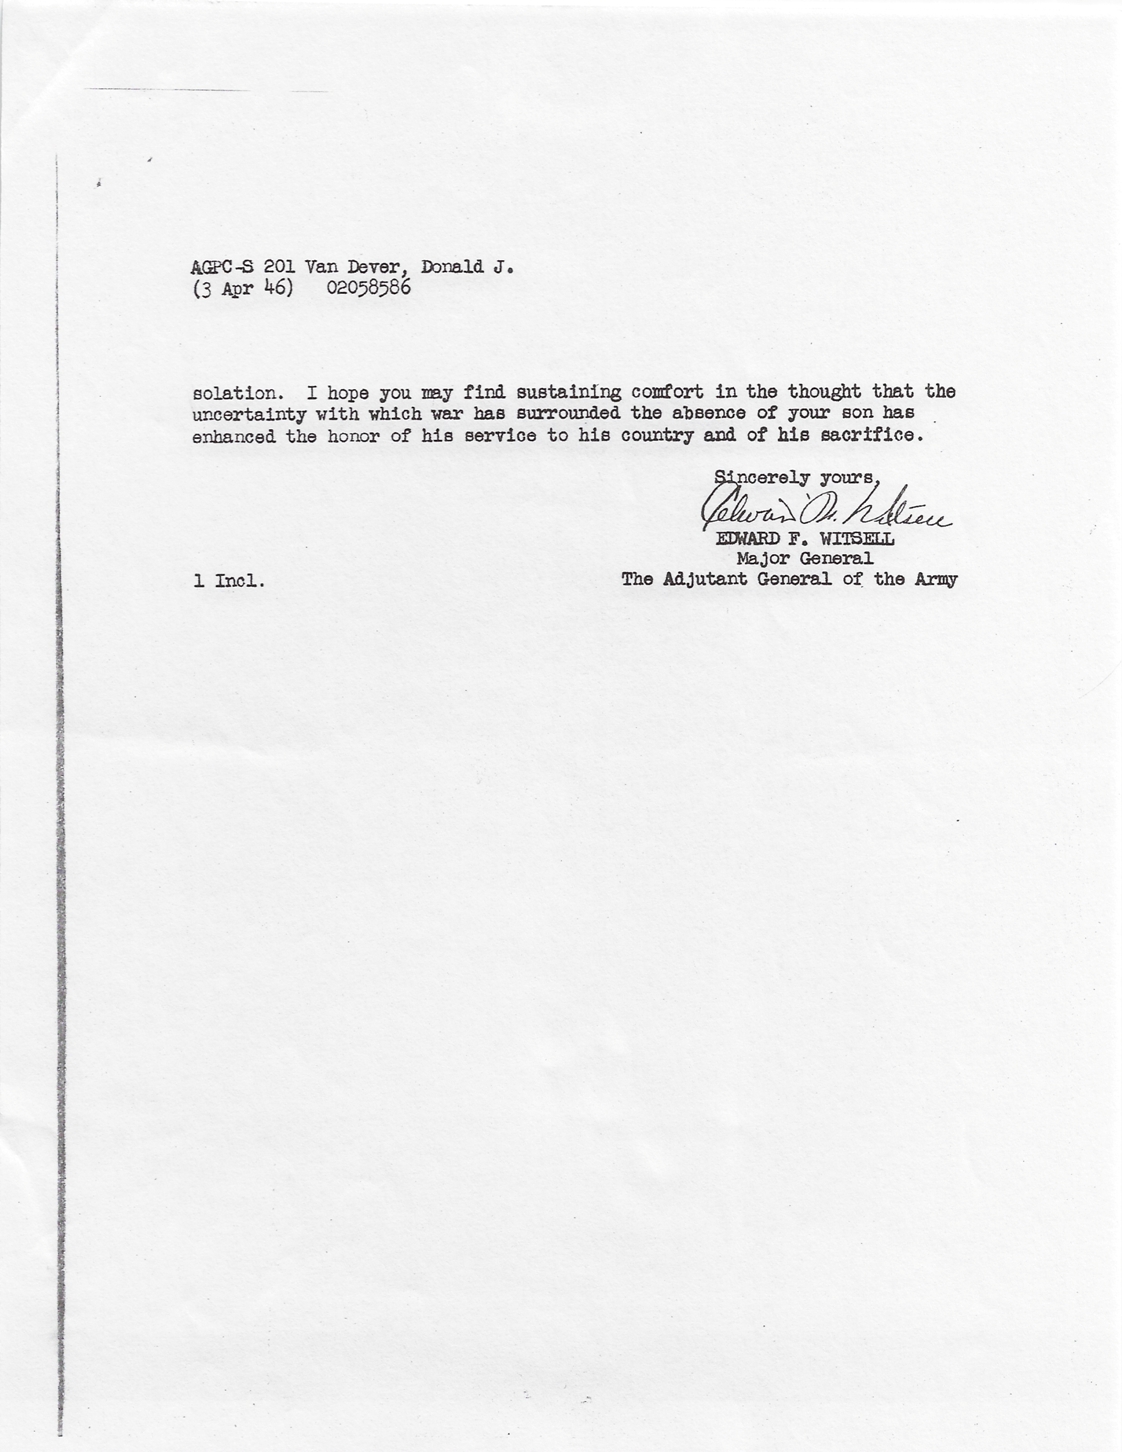 AGPC-S 201 Van Dever, Donald J.
(3 Apr 46) 02058586
solation. I hope you may find sustaining comfort in the thought that the
uncertainty with which war has surrounded the absence of your son has
enhanced the honor of his service to his country and of his sacrifice.
Sincerely yours,
EDWARD F. WITSELL
Major General
1 Incl.
The Adjutant General of the Army